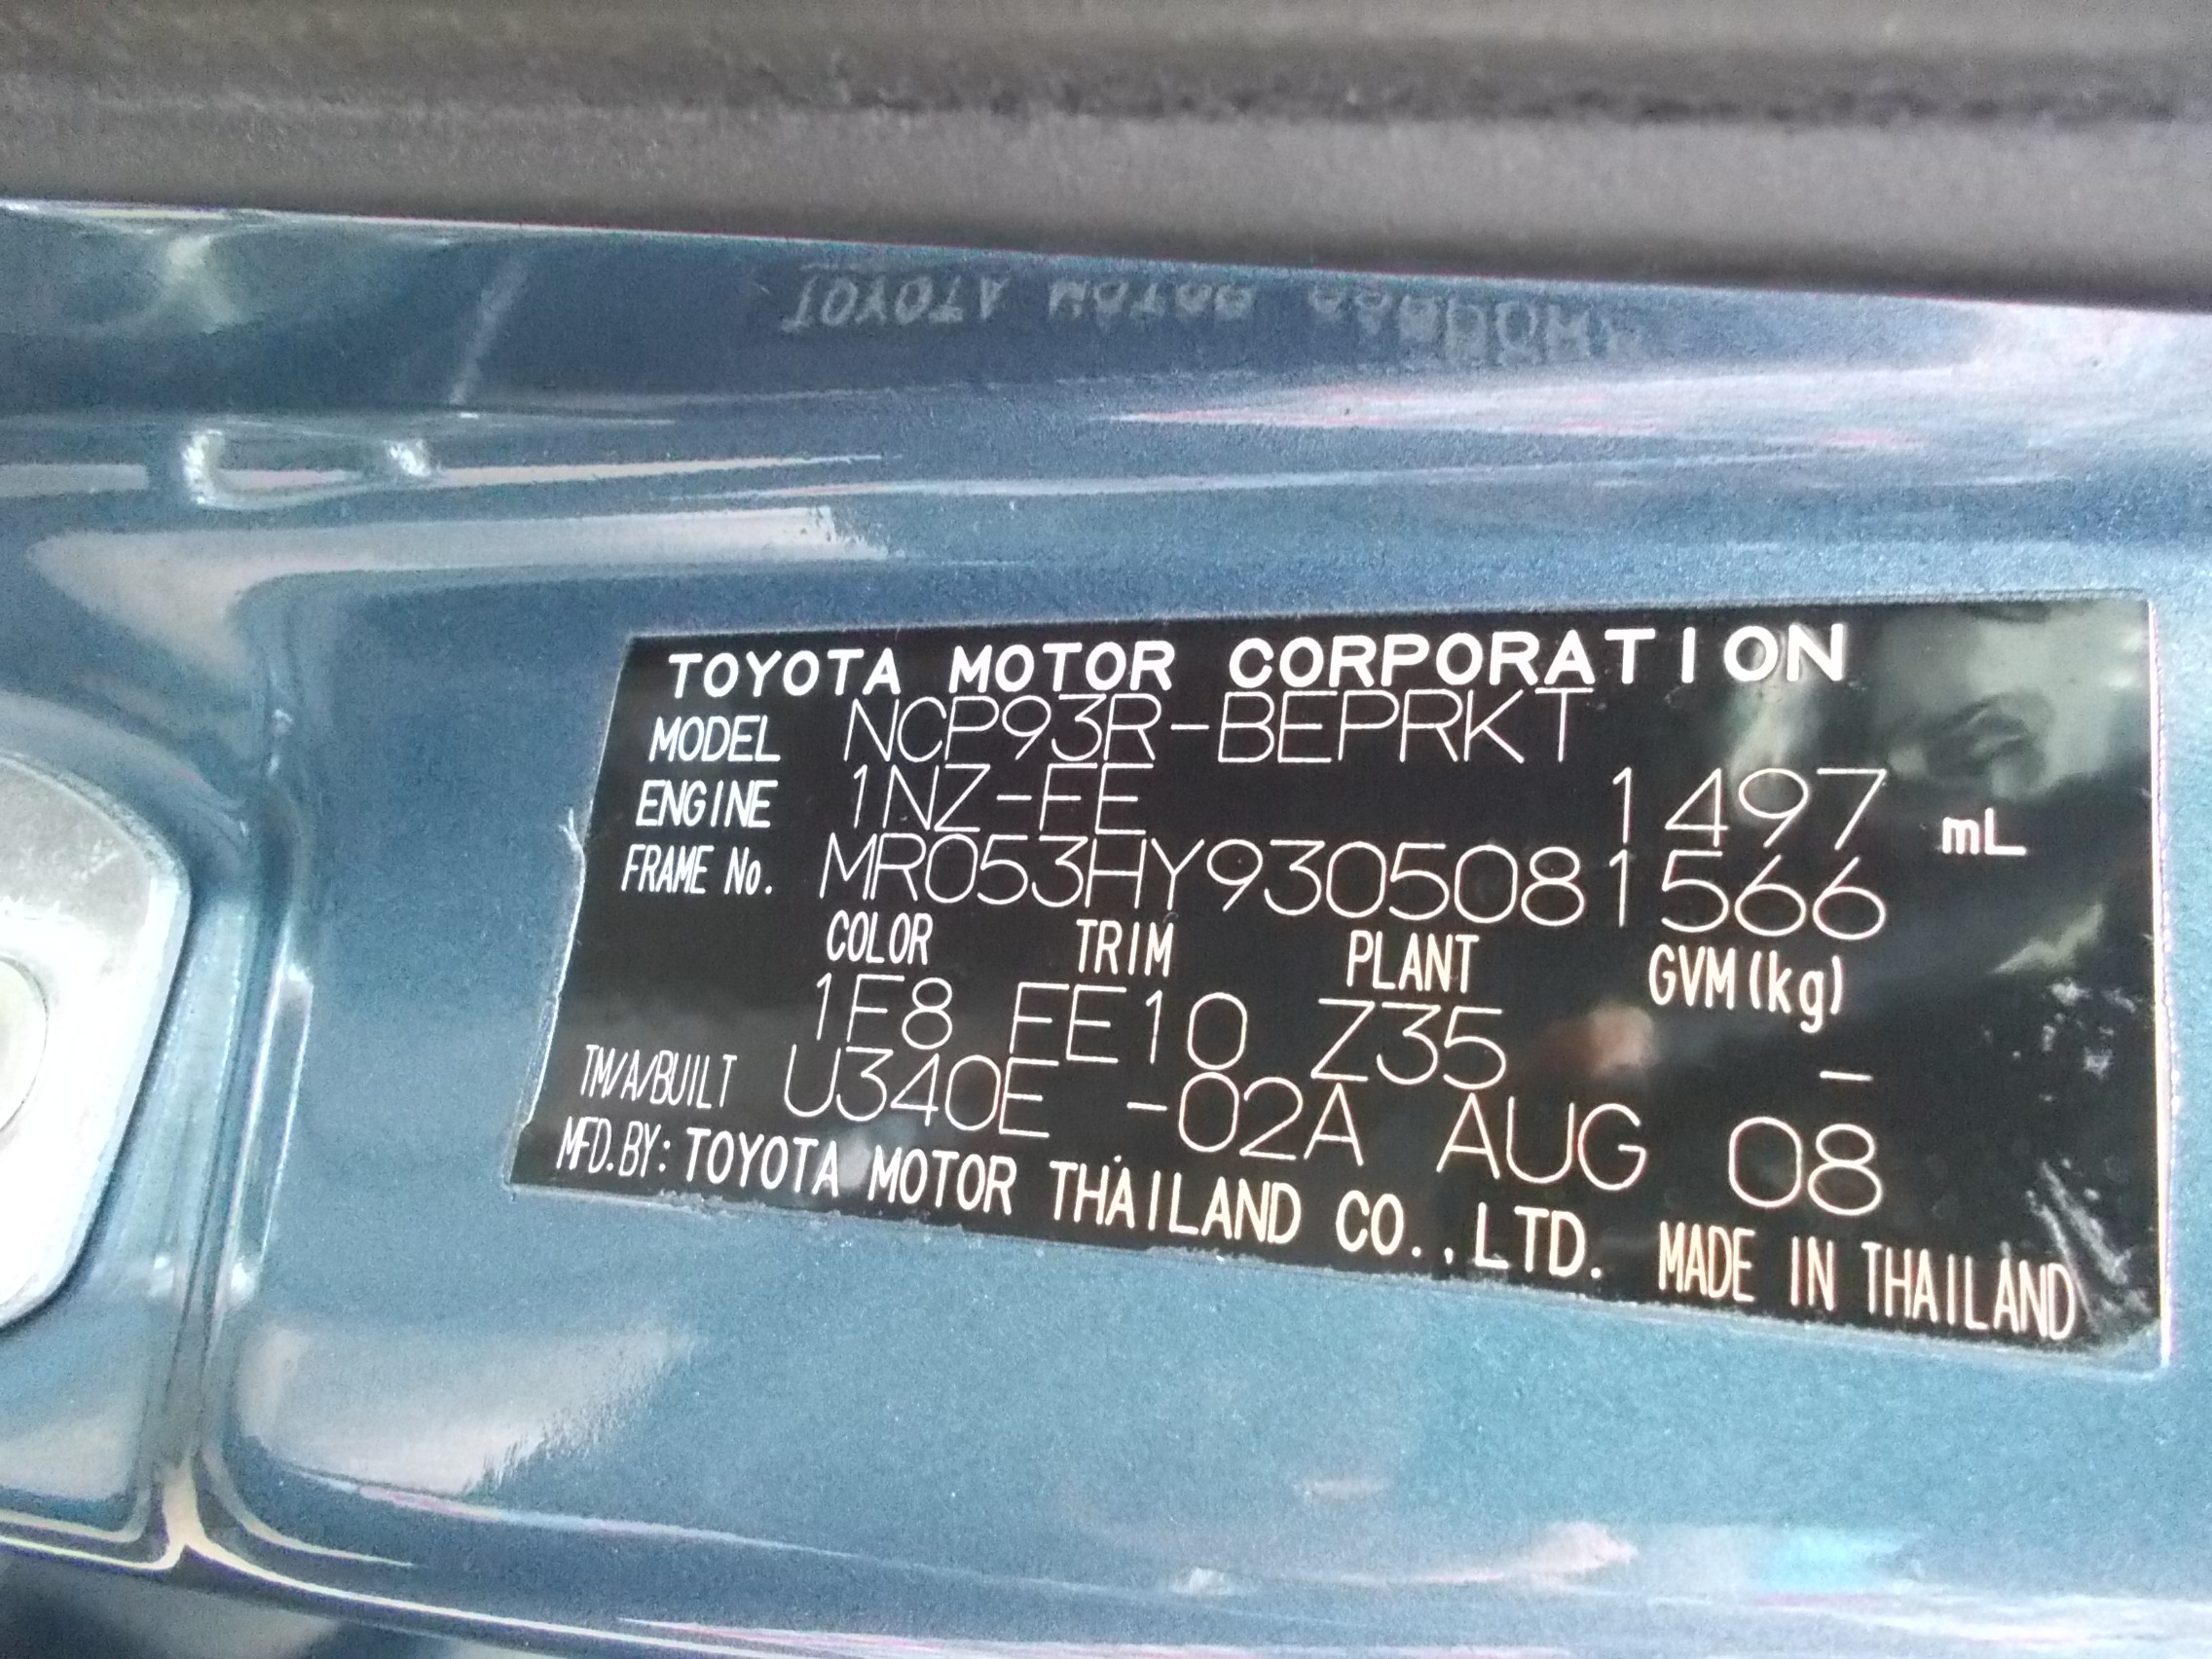 TOYOTA MOTOR CORPORATION
MODEL NCP93R-BEPRKT
ENGINE 1NZ-FE 1497 mL
FRAME No. MR053HY9305081566
COLOR TRIM PLANT GVM(kg)
1F8 FE10 Z35 -
TM/A/BUILT U340E -02A AUG 08
MFD.BY: TOYOTA MOTOR THAILAND CO.,LTD. MADE IN THAILAND